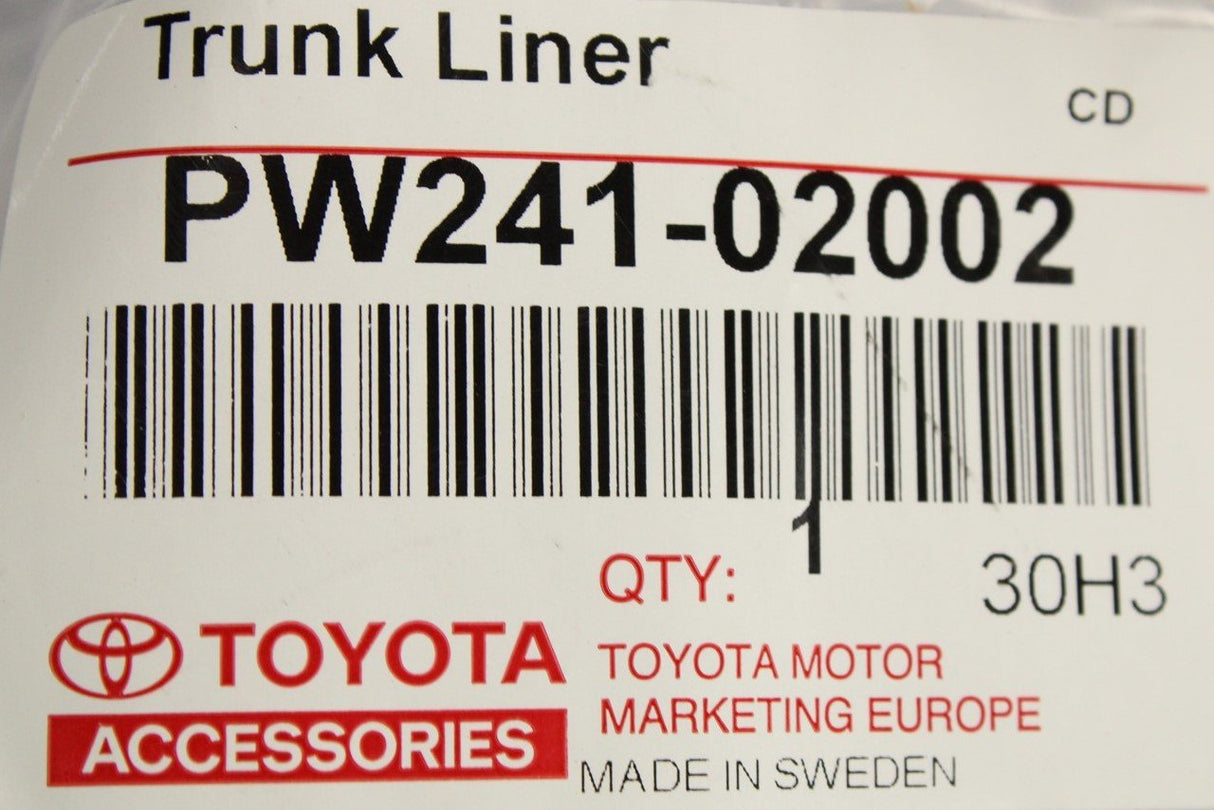 Trunk Liner
CD
PW241-02002
QTY: 1
30H3
TOYOTA
ACCESSORIES
TOYOTA MOTOR
MARKETING EUROPE
MADE IN SWEDEN